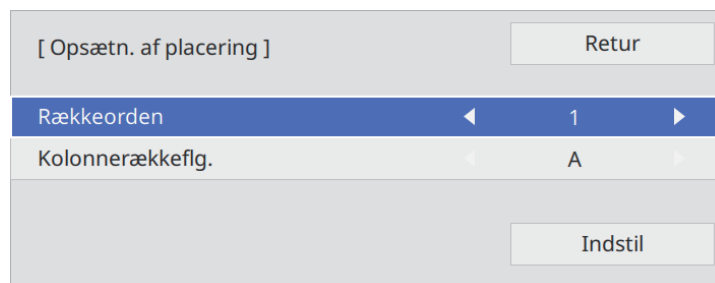 [ Opsætn. af placering ]
Retur
Rækkeorden 1
Kolonnerækkeflg. A
Indstil